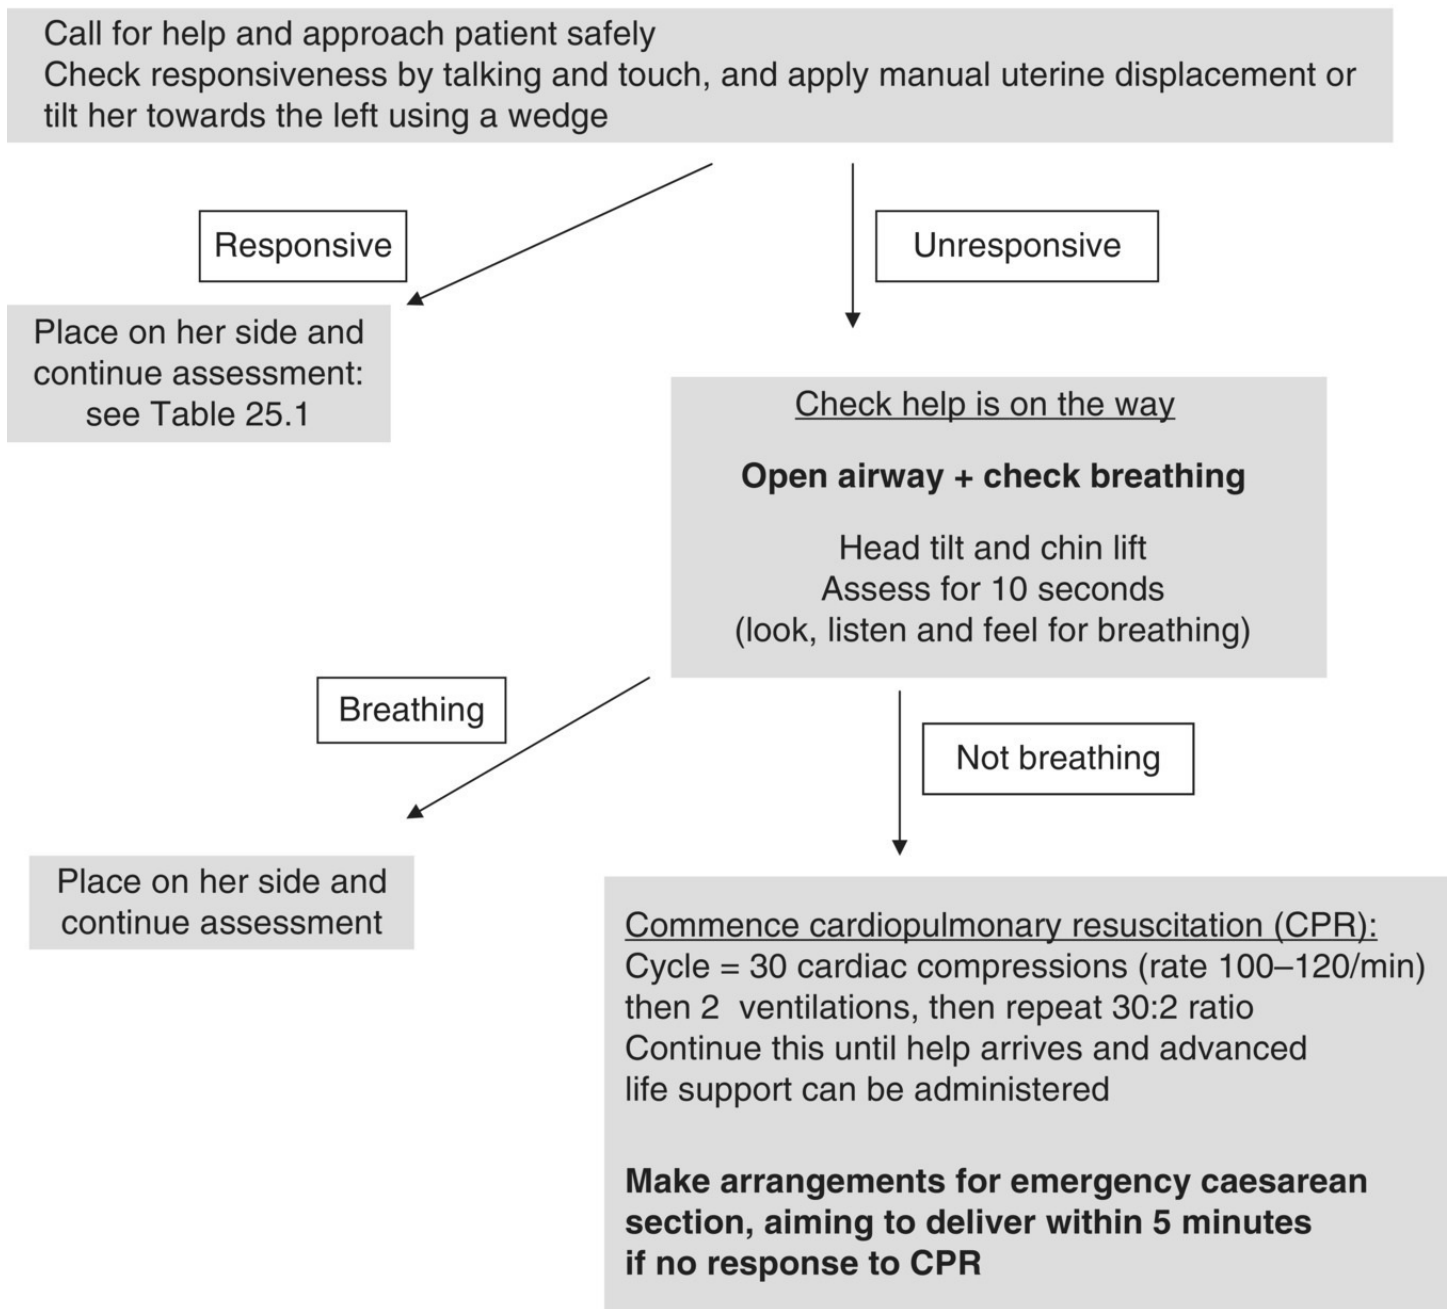 Call for help and approach patient safely
Check responsiveness by talking and touch, and apply manual uterine displacement or
tilt her towards the left using a wedge
Responsive
Unresponsive
Place on her side and
continue assessment:
see Table 25.1
Check help is on the way
Open airway + check breathing
Head tilt and chin lift
Assess for 10 seconds
(look, listen and feel for breathing)
Breathing
Not breathing
Place on her side and
continue assessment
Commence cardiopulmonary resuscitation (CPR):
Cycle = 30 cardiac compressions (rate 100–120/min)
then 2 ventilations, then repeat 30:2 ratio
Continue this until help arrives and advanced
life support can be administered
Make arrangements for emergency caesarean
section, aiming to deliver within 5 minutes
if no response to CPR